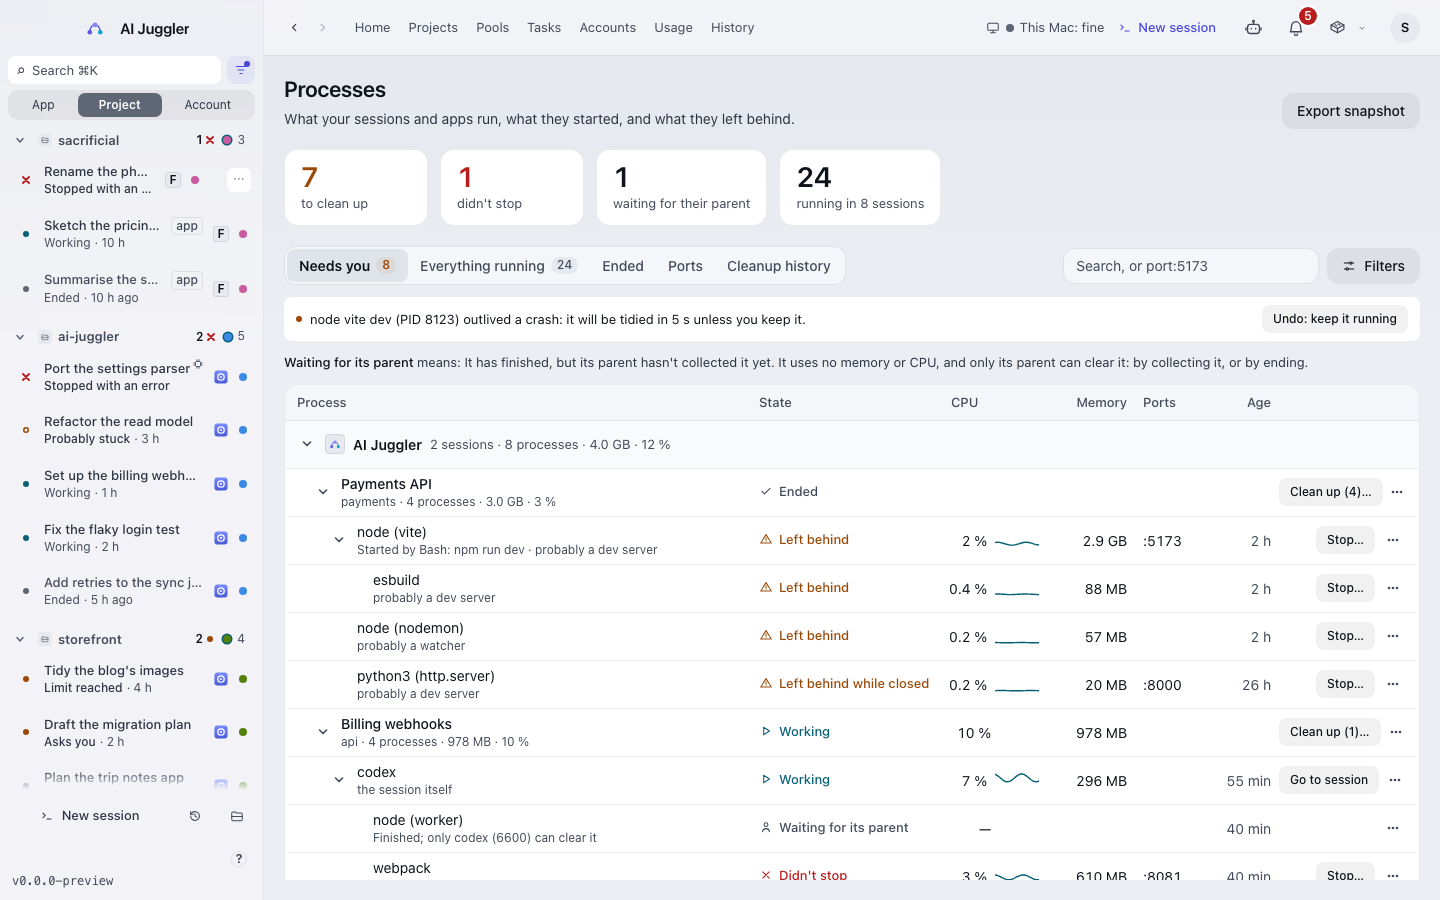 AI Juggler
Search ⌘K
App Project Account
sacrificial 1 3
Rename the ph...
Stopped with an ... F
Sketch the pricin... app
Working · 10 h F
Summarise the s... app
Ended · 10 h ago F
ai-juggler 2 5
Port the settings parser
Stopped with an error
Refactor the read model
Probably stuck · 3 h
Set up the billing webh...
Working · 1 h
Fix the flaky login test
Working · 2 h
Add retries to the sync j...
Ended · 5 h ago
storefront 2 4
Tidy the blog's images
Limit reached · 4 h
Draft the migration plan
Asks you · 2 h
Plan the trip notes app
New session
?
v0.0.0-preview
Home Projects Pools Tasks Accounts Usage History
This Mac: fine New session 5 S
Processes
What your sessions and apps run, what they started, and what they left behind.
Export snapshot
7 to clean up
1 didn't stop
1 waiting for their parent
24 running in 8 sessions
Needs you 8 Everything running 24 Ended Ports Cleanup history
Search, or port:5173 Filters
node vite dev (PID 8123) outlived a crash: it will be tidied in 5 s unless you keep it. Undo: keep it running
Waiting for its parent means: It has finished, but its parent hasn't collected it yet. It uses no memory or CPU, and only its parent can clear it: by collecting it, or by ending.
Process State CPU Memory Ports Age
AI Juggler 2 sessions · 8 processes · 4.0 GB · 12 %
Payments API Ended Clean up (4)... ...
payments · 4 processes · 3.0 GB · 3 %
node (vite) Left behind 2 % 2.9 GB :5173 2 h Stop... ...
Started by Bash: npm run dev · probably a dev server
esbuild Left behind 0.4 % 88 MB 2 h Stop... ...
probably a dev server
node (nodemon) Left behind 0.2 % 57 MB 2 h Stop... ...
probably a watcher
python3 (http.server) Left behind while closed 0.2 % 20 MB :8000 26 h Stop... ...
probably a dev server
Billing webhooks Working 10 % 978 MB Clean up (1)... ...
api · 4 processes · 978 MB · 10 %
codex Working 7 % 296 MB 55 min Go to session ...
the session itself
node (worker) Waiting for its parent — 40 min ...
Finished; only codex (6600) can clear it
webpack Didn't stop 3 % 610 MB :8081 40 min Stop... ...